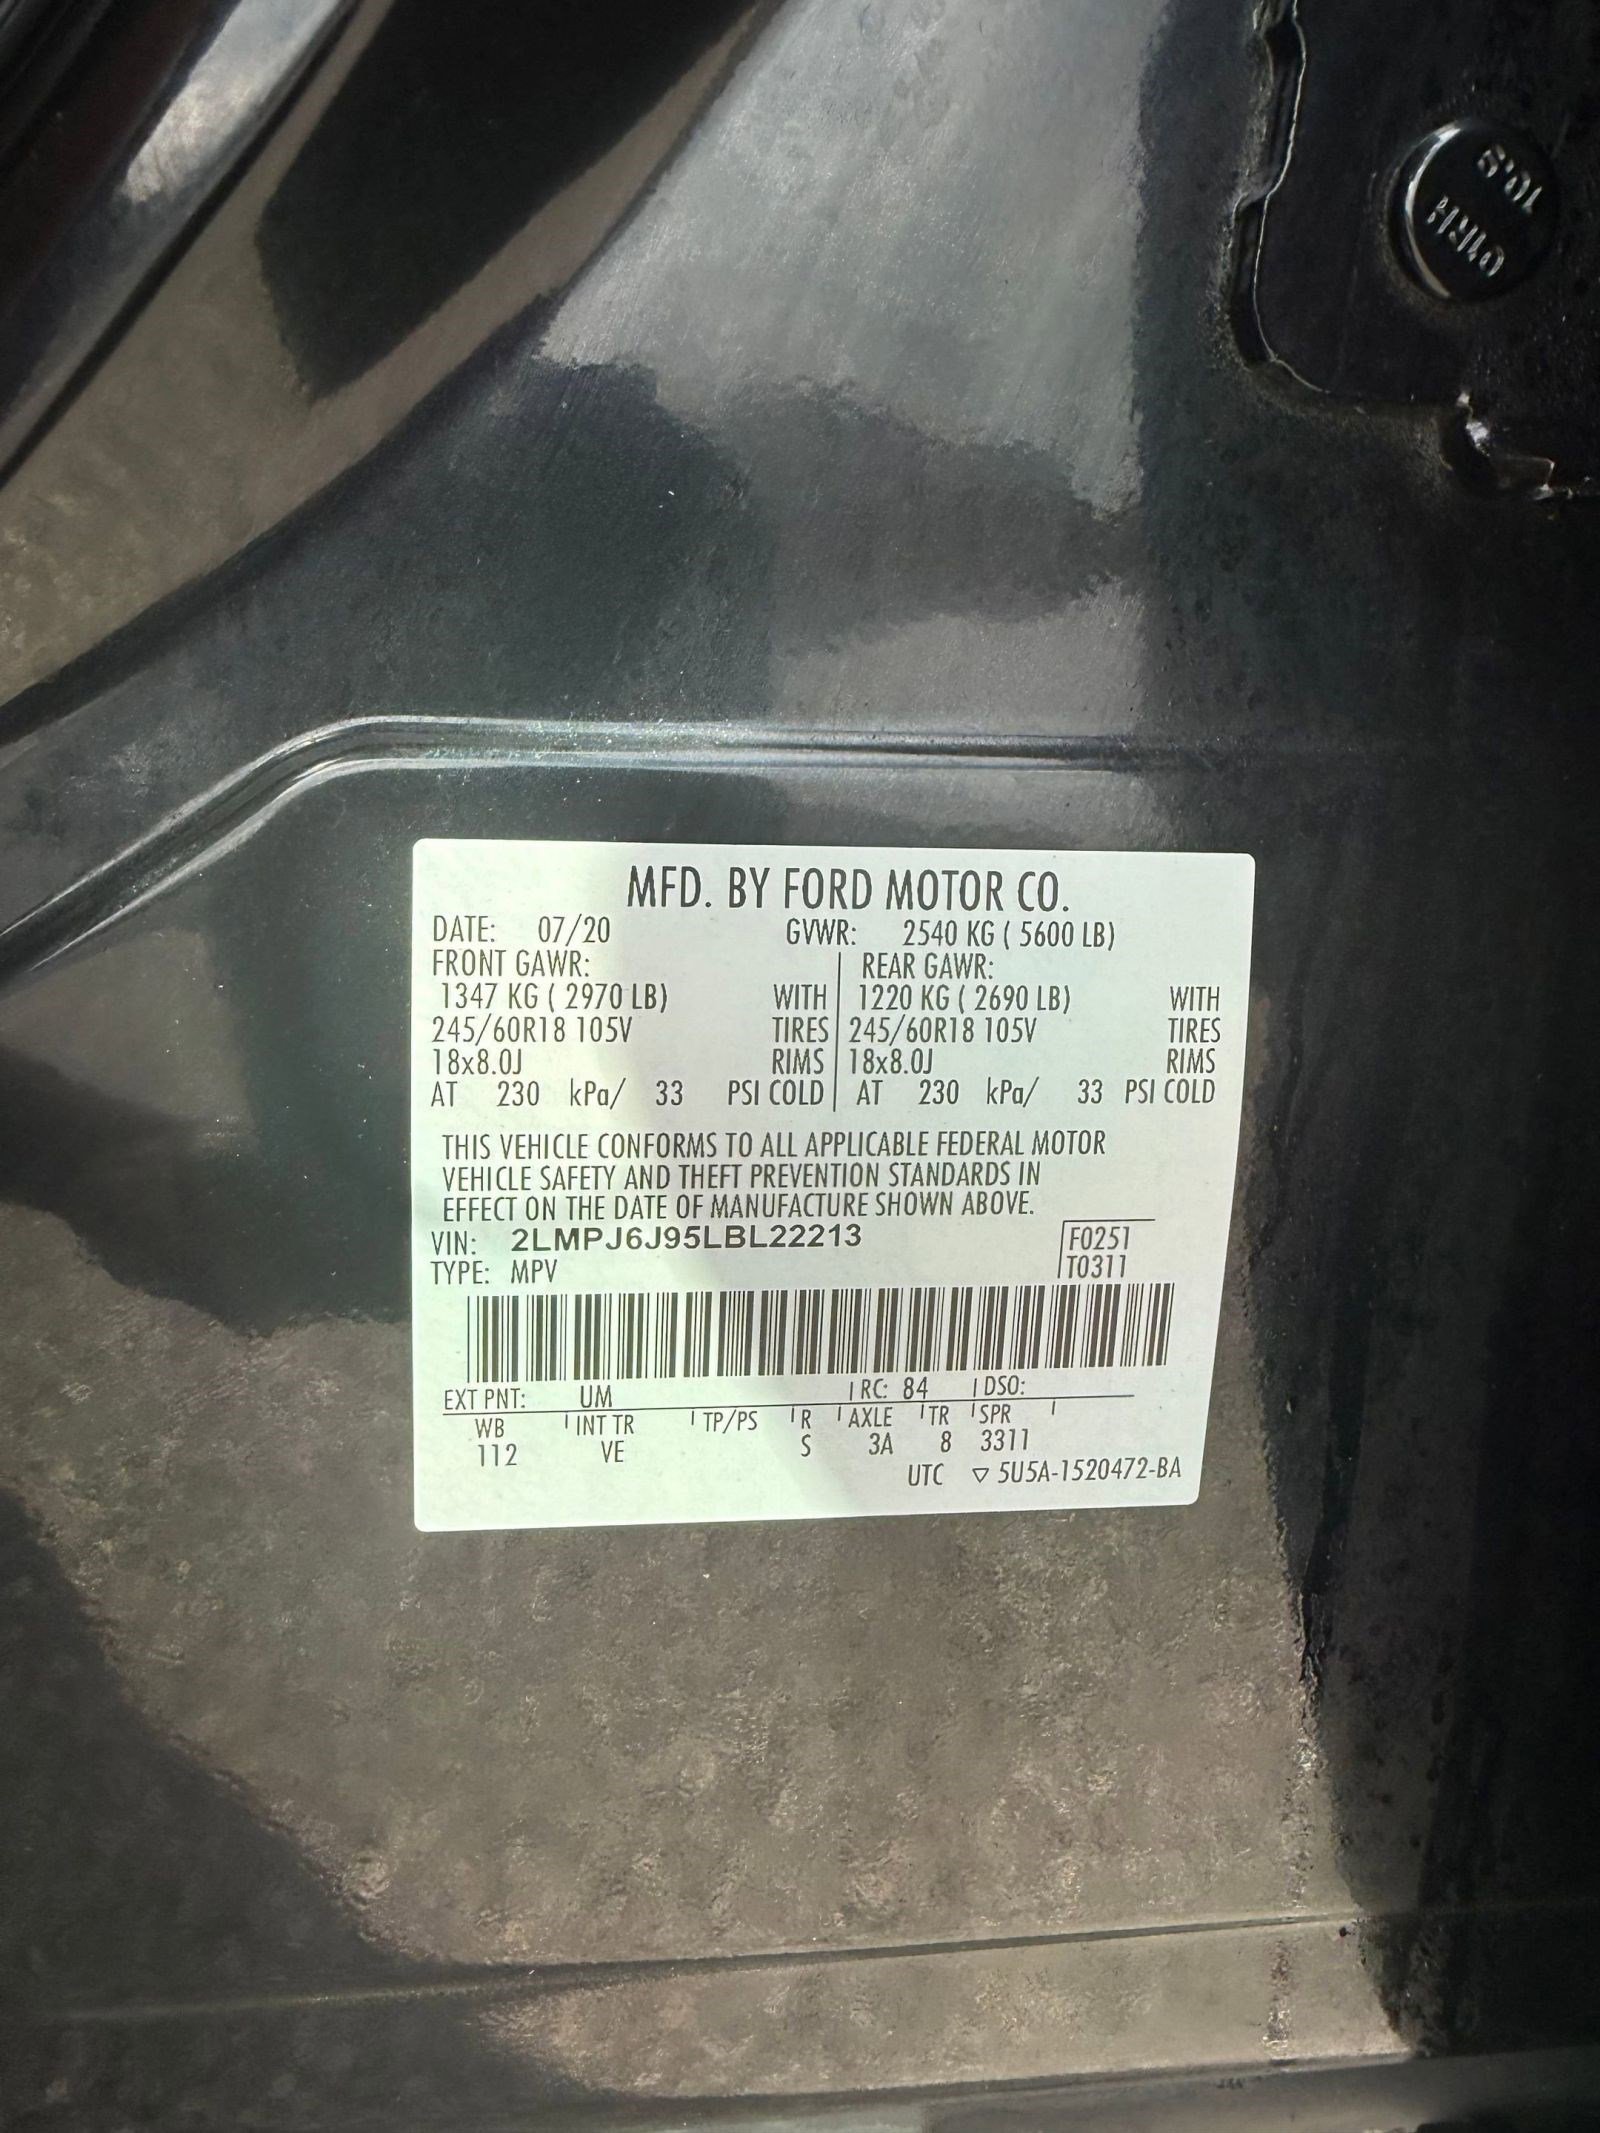 MFD. BY FORD MOTOR CO.
DATE: 07/20 GVWR: 2540 KG ( 5600 LB)
FRONT GAWR: REAR GAWR:
1347 KG ( 2970 LB) WITH 1220 KG ( 2690 LB) WITH
245/60R18 105V TIRES 245/60R18 105V TIRES
18x8.0J RIMS 18x8.0J RIMS
AT 230 kPa/ 33 PSI COLD AT 230 kPa/ 33 PSI COLD
THIS VEHICLE CONFORMS TO ALL APPLICABLE FEDERAL MOTOR
VEHICLE SAFETY AND THEFT PREVENTION STANDARDS IN
EFFECT ON THE DATE OF MANUFACTURE SHOWN ABOVE.
VIN: 2LMPJ6J95LBL22213 F0251
TYPE: MPV T0311
EXT PNT: UM RC: 84 DSO:
WB INT TR TP/PS R AXLE TR SPR
112 VE S 3A 8 3311
UTC ▽ 5U5A-1520472-BA